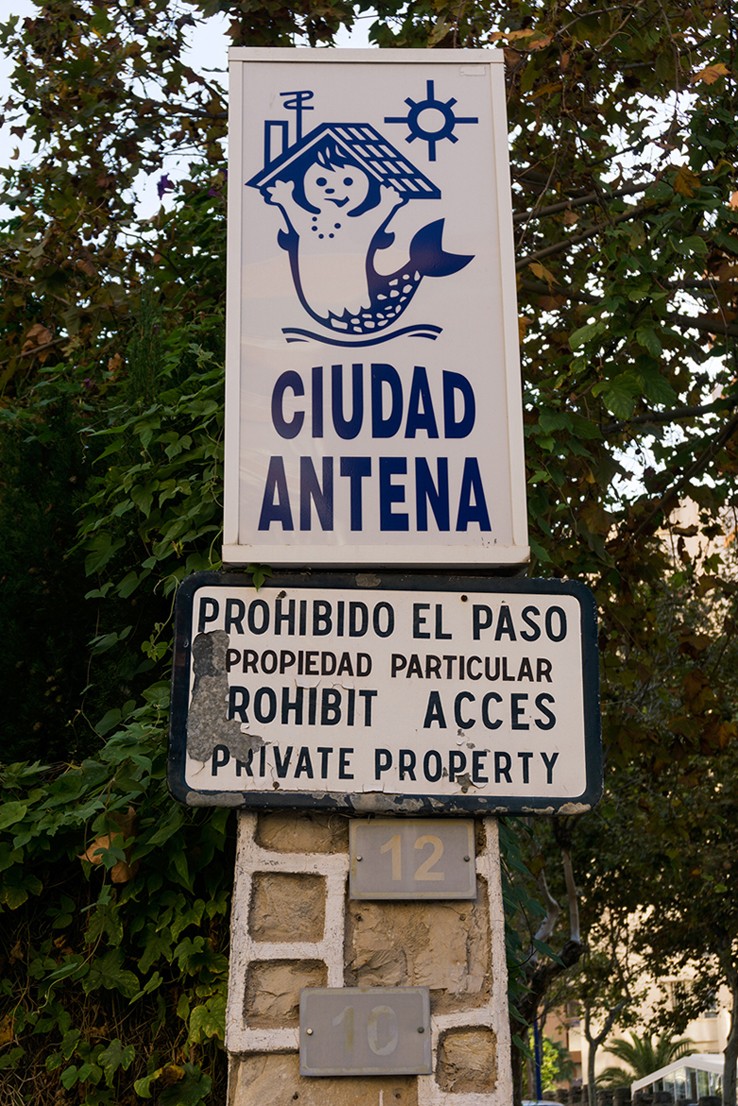 CIUDAD
ANTENA
PROHIBIDO EL PASO
PROPIEDAD PARTICULAR
ROHIBIT ACCES
PRIVATE PROPERTY
12
10